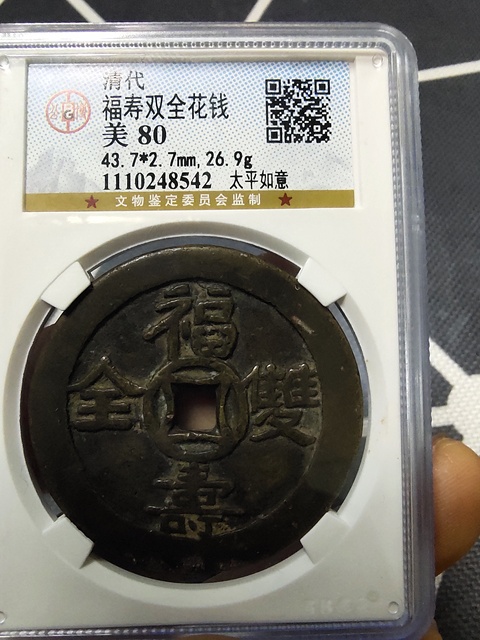 清代
福寿双全花钱
美 80
43.7*2.7mm,26.9g
1110248542 太平如意
★ 文物鉴定委员会监制 ★
福
全 雙
壽